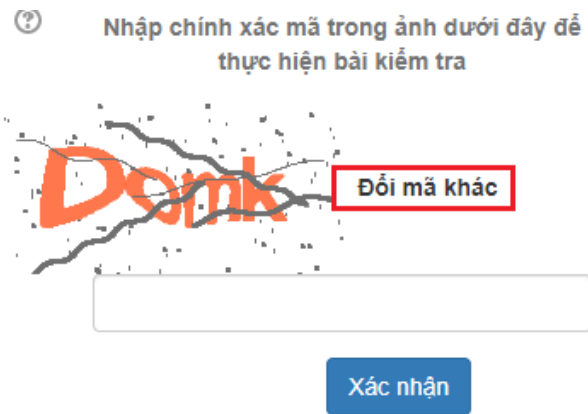 Nhập chính xác mã trong ảnh dưới đây để
thực hiện bài kiểm tra
Domk
Đổi mã khác
Xác nhận